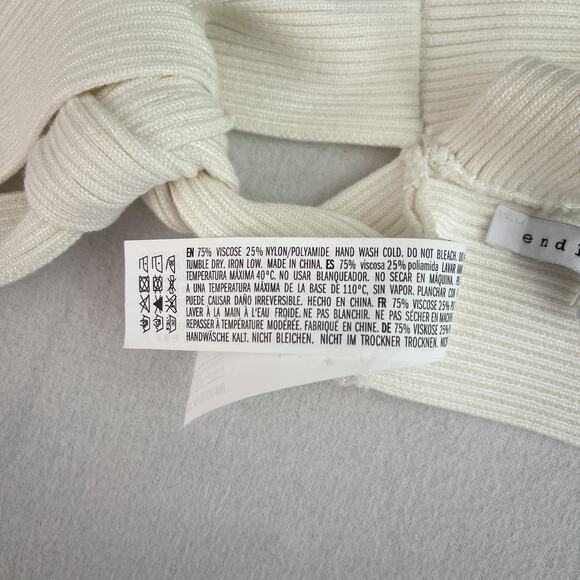 end
EN 75% VISCOSE 25% NYLON/POLYAMIDE HAND WASH COLD. DO NOT BLEACH.
TUMBLE DRY. IRON LOW. MADE IN CHINA. ES 75% viscosa 25% poliamida LAVAR
TEMPERATURA MÁXIMA 40°C. NO USAR BLANQUEADOR. NO SECAR EN MÁQUINA.
A UNA TEMPERATURA MÁXIMA DE LA BASE DE 110°C, SIN VAPOR. PLANCHAR CON
PUEDE CAUSAR DAÑO IRREVERSIBLE. HECHO EN CHINA. FR 75% VISCOSE 25%
LAVER À LA MAIN À L'EAU FROIDE. NE PAS BLANCHIR. NE PAS SÉCHER EN
REPASSER À TEMPÉRATURE MODÉRÉE. FABRIQUÉ EN CHINE. DE 75% VISKOSE 25%
HANDWÄSCHE KALT. NICHT BLEICHEN. NICHT IM TROCKNER TROCKNEN.